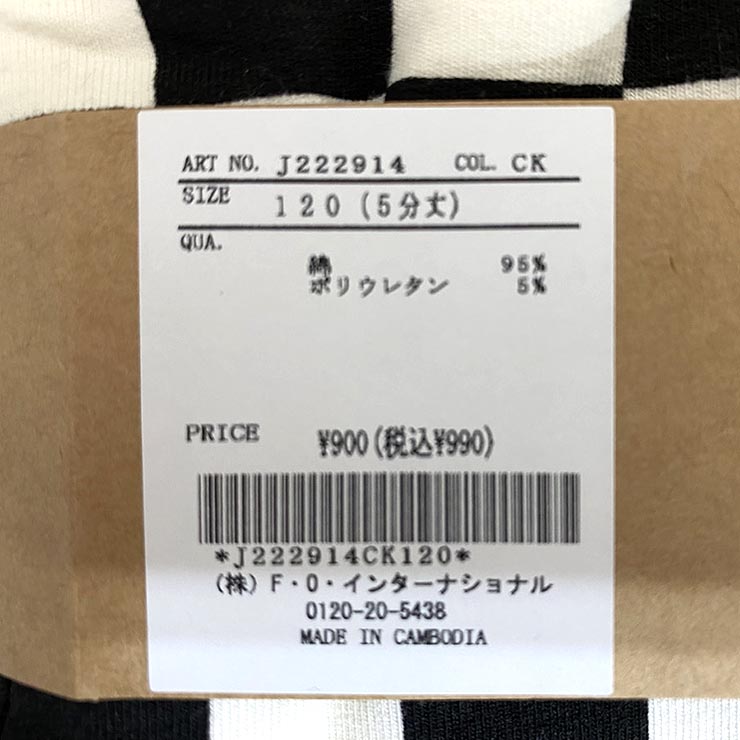 ART NO. J222914 COL. CK
SIZE 120(5分丈)
QUA.
綿 95%
ポリウレタン 5%
PRICE ¥900(税込¥990)
*J222914CK120*
(株)F・O・インターナショナル
0120-20-5438
MADE IN CAMBODIA